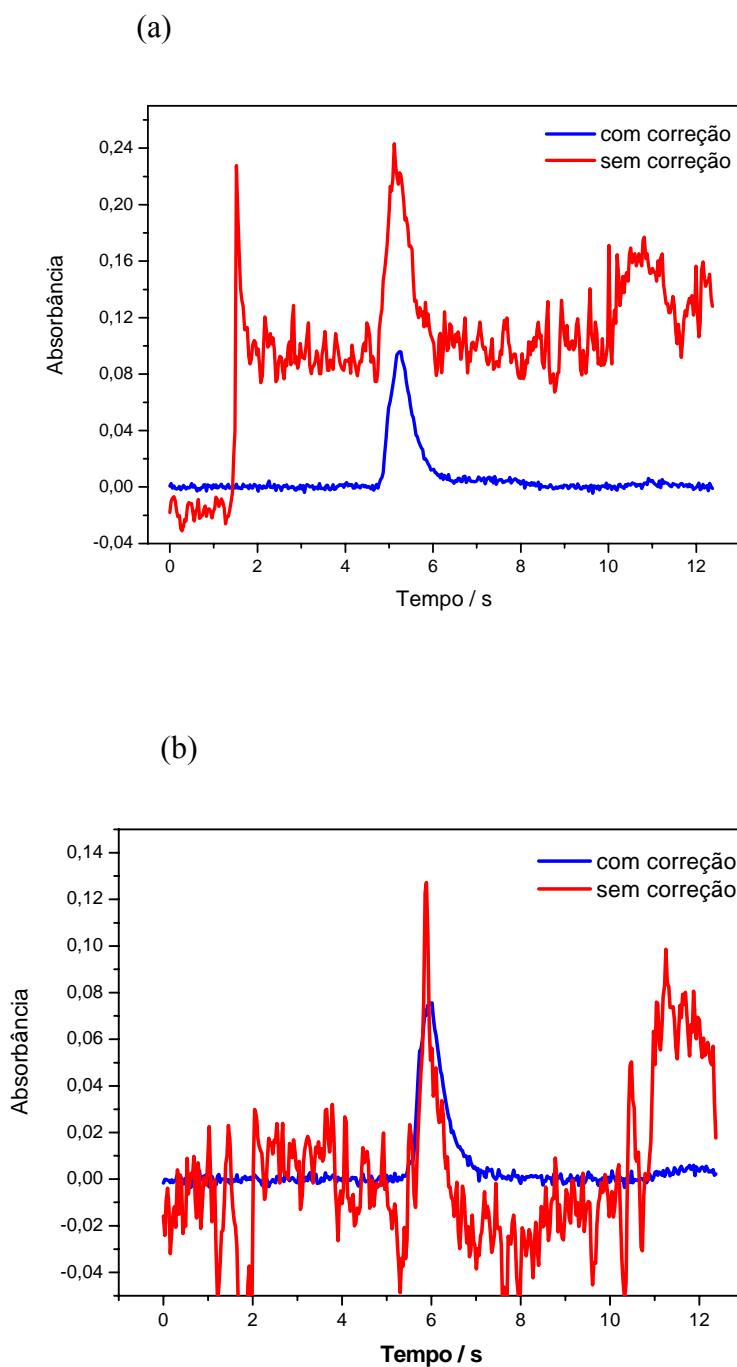 (a)
com correção
sem correção
0,24
0,20
0,16
0,12
0,08
0,04
0,00
-0,04
Absorbância
0 2 4 6 8 10 12
Tempo / s
(b)
com correção
sem correção
0,14
0,12
0,10
0,08
0,06
0,04
0,02
0,00
-0,02
-0,04
Absorbância
0 2 4 6 8 10 12
Tempo / s